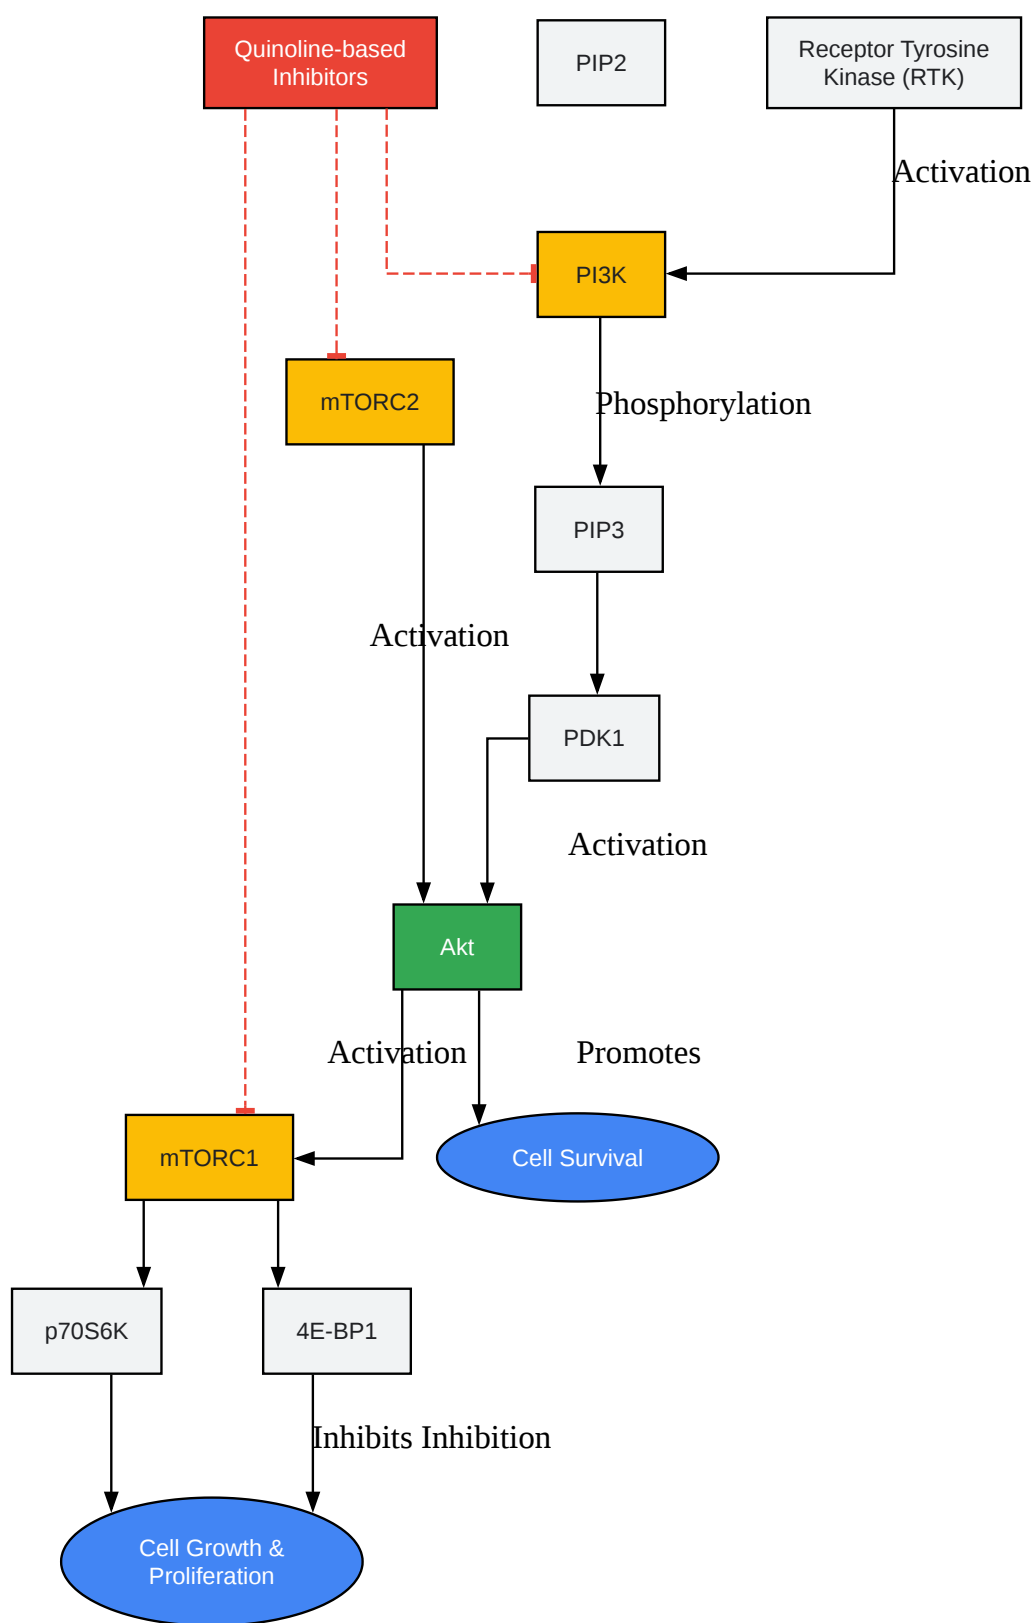 Quinoline-based
Inhibitors
PIP2
Receptor Tyrosine
Kinase (RTK)
Activation
PI3K
mTORC2
Phosphorylation
PIP3
Activation
PDK1
Activation
Akt
Activation
Promotes
mTORC1
Cell Survival
p70S6K
4E-BP1
Inhibits Inhibition
Cell Growth &
Proliferation